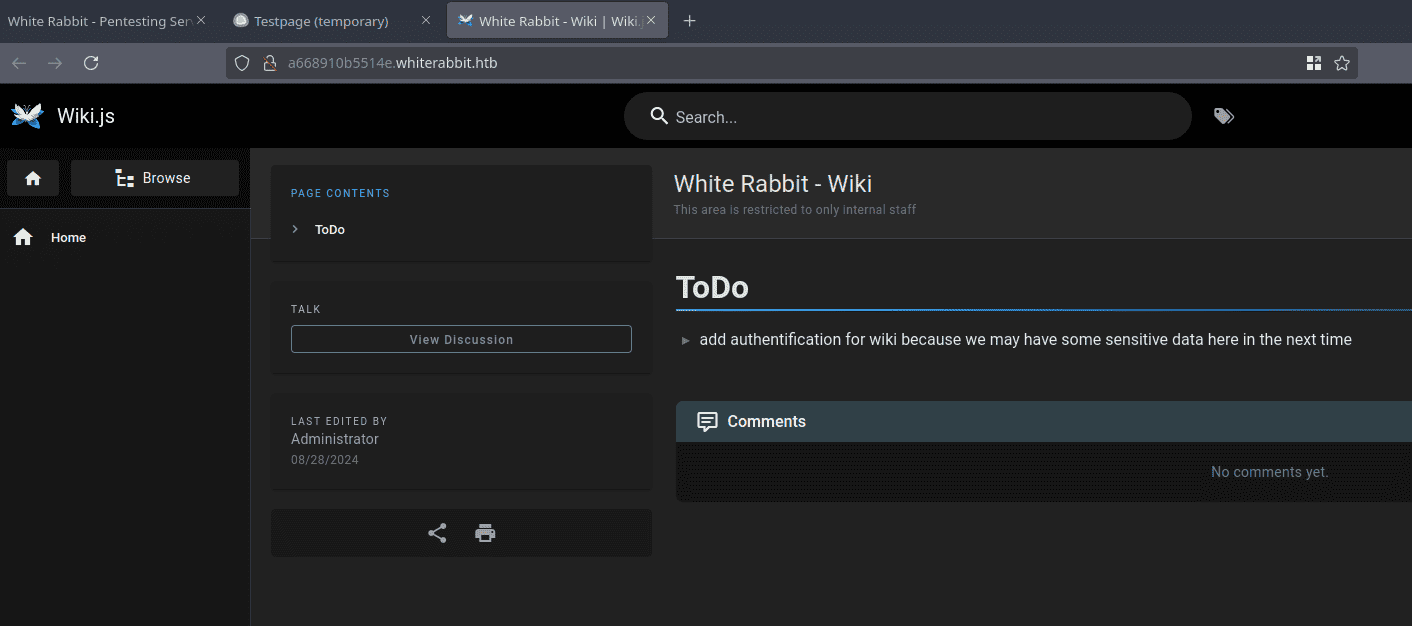 White Rabbit - Pentesting Ser
Testpage (temporary)
White Rabbit - Wiki | Wiki.j
a668910b5514e.whiterabbit.htb
Wiki.js
Search...
Browse
Home
PAGE CONTENTS
ToDo
TALK
View Discussion
LAST EDITED BY
Administrator
08/28/2024
White Rabbit - Wiki
This area is restricted to only internal staff
ToDo
add authentification for wiki because we may have some sensitive data here in the next time
Comments
No comments yet.